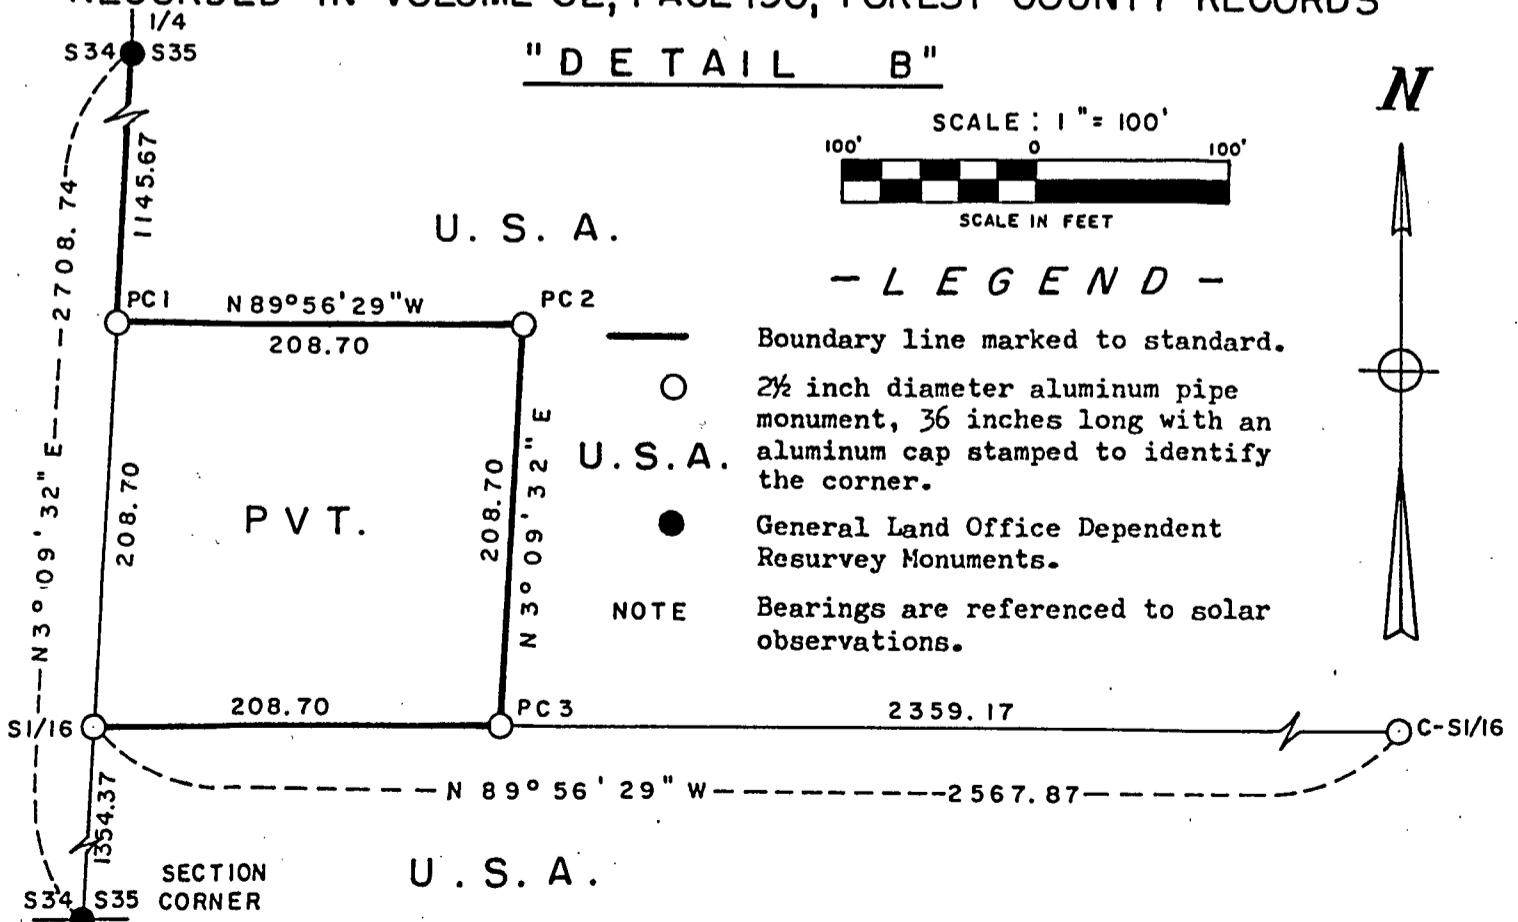 1/4
S34 S35
"DETAIL B"
N
SCALE: 1"= 100'
100' 0 100'
SCALE IN FEET
1145.67
2708.74
U.S.A.
- LEGEND -
PC1
N 89°56'29"W
PC 2
208.70
Boundary line marked to standard.
2½ inch diameter aluminum pipe
monument, 36 inches long with an
aluminum cap stamped to identify
the corner.
U.S.A.
General Land Office Dependent
Resurvey Monuments.
NOTE
Bearings are referenced to solar
observations.
N3°09'32"E
208.70
PVT.
208.70
N 3°09'32" E
208.70
PC 3
2359.17
S1/16
C-S1/16
N 89°56'29" W
2567.87
1354.37
SECTION
CORNER
S34 S35
U.S.A.